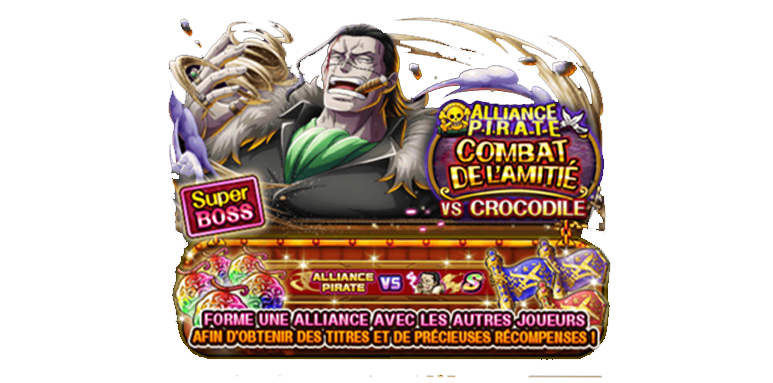 ALLIANCE
P.I.R.A.T.E
COMBAT
DE L'AMITIÉ
VS CROCODILE
Super
BOSS
ALLIANCE
PIRATE
VS
S
FORME UNE ALLIANCE AVEC LES AUTRES JOUEURS
AFIN D'OBTENIR DES TITRES ET DE PRÉCIEUSES RÉCOMPENSES !